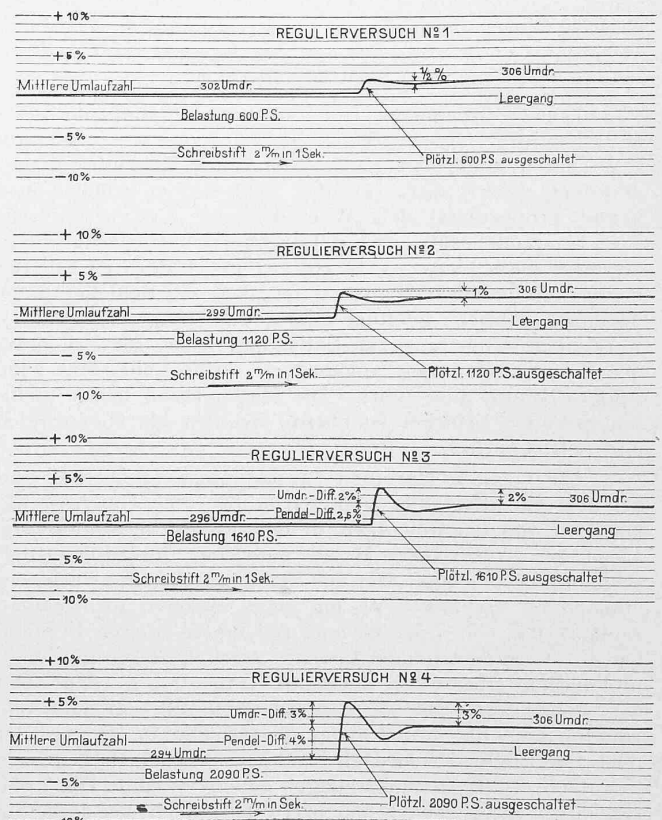 + 10%
REGULIERVERSUCH Nº 1
+ 5%
½ %
306 Umdr.
Mittlere Umlaufzahl
302 Umdr.
Leergang
Belastung 600 P.S.
- 5%
Schreibstift 2 m/m in 1 Sek.
Plötzl. 600 P.S. ausgeschaltet
- 10%
+ 10%
REGULIERVERSUCH Nº 2
+ 5%
1%
306 Umdr.
Mittlere Umlaufzahl
299 Umdr.
Leergang
Belastung 1120 P.S.
- 5%
Schreibstift 2 m/m in 1 Sek.
Plötzl. 1120 P.S. ausgeschaltet
- 10%
+ 10%
REGULIERVERSUCH Nº 3
+ 5%
Umdr.-Diff. 2%
2%
306 Umdr.
Mittlere Umlaufzahl
296 Umdr.
Pendel-Diff. 2,5%
Leergang
Belastung 1610 P.S.
- 5%
Schreibstift 2 m/m in 1 Sek.
Plötzl. 1610 P.S. ausgeschaltet
- 10%
+ 10%
REGULIERVERSUCH Nº 4
+ 5%
Umdr.-Diff. 3%
3%
306 Umdr.
Mittlere Umlaufzahl
Pendel-Diff. 4%
294 Umdr.
Leergang
Belastung 2090 P.S.
- 5%
Schreibstift 2 m/m in Sek.
Plötzl. 2090 P.S. ausgeschaltet